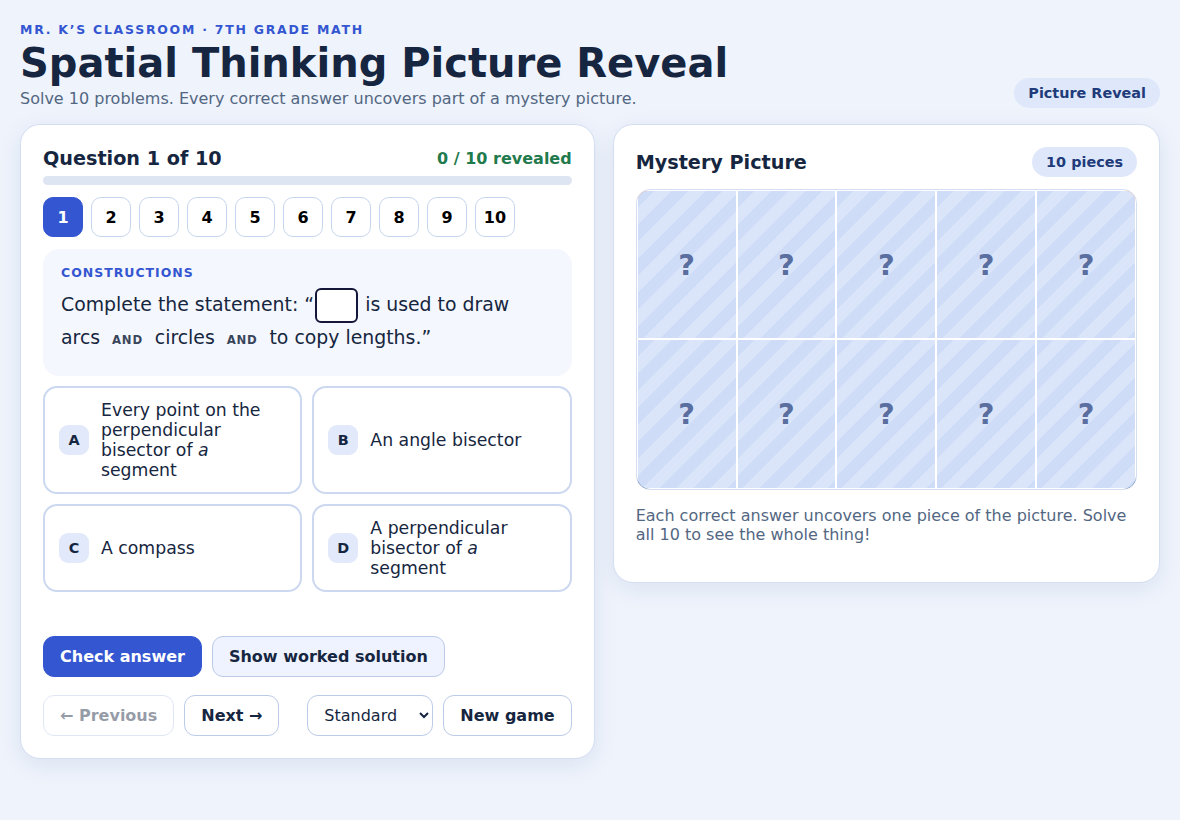 MR. K’S CLASSROOM · 7TH GRADE MATH
Spatial Thinking Picture Reveal
Solve 10 problems. Every correct answer uncovers part of a mystery picture.
Picture Reveal
Question 1 of 10
0 / 10 revealed
1 2 3 4 5 6 7 8 9 10
CONSTRUCTIONS
Complete the statement: “ is used to draw
arcs AND circles AND to copy lengths.”
A
Every point on the
perpendicular
bisector of a
segment
B
An angle bisector
C
A compass
D
A perpendicular
bisector of a
segment
Check answer
Show worked solution
← Previous
Next →
Standard
New game
Mystery Picture
10 pieces
? ? ? ? ?
? ? ? ? ?
Each correct answer uncovers one piece of the picture. Solve
all 10 to see the whole thing!